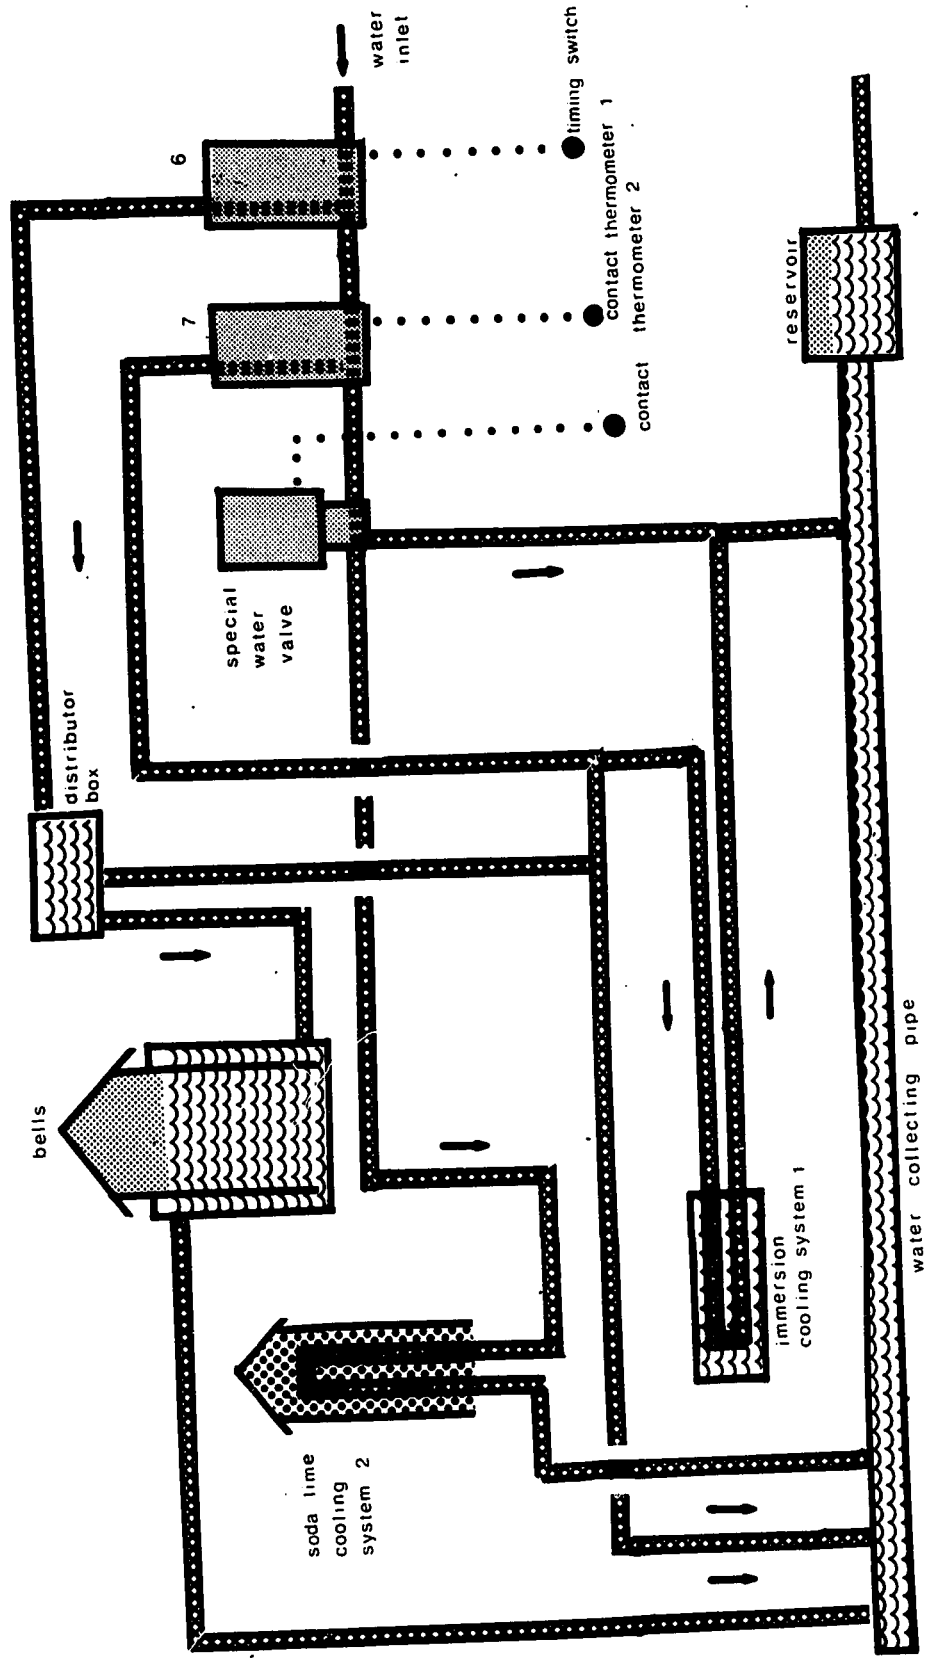 water
inlet
6
timing switch
7
contact thermometer 1
contact thermometer 2
special
water
valve
reservoir
distributor
box
bells
soda lime
cooling
system 2
immersion
cooling system 1
water collecting pipe